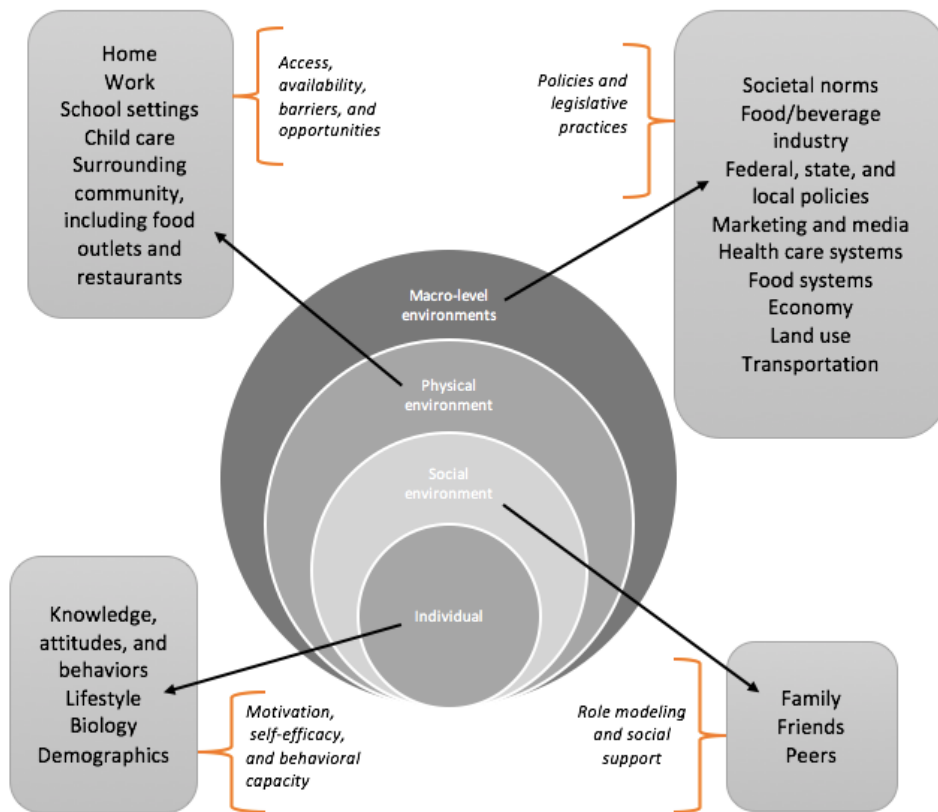 Home
Work
School settings
Child care
Surrounding
community,
including food
outlets and
restaurants
Access,
availability,
barriers, and
opportunities
Policies and
legislative
practices
Societal norms
Food/beverage
industry
Federal, state, and
local policies
Marketing and media
Health care systems
Food systems
Economy
Land use
Transportation
Macro-level
environments
Physical
environment
Social
environment
Individual
Knowledge,
attitudes, and
behaviors
Lifestyle
Biology
Demographics
Motivation,
self-efficacy,
and behavioral
capacity
Role modeling
and social
support
Family
Friends
Peers